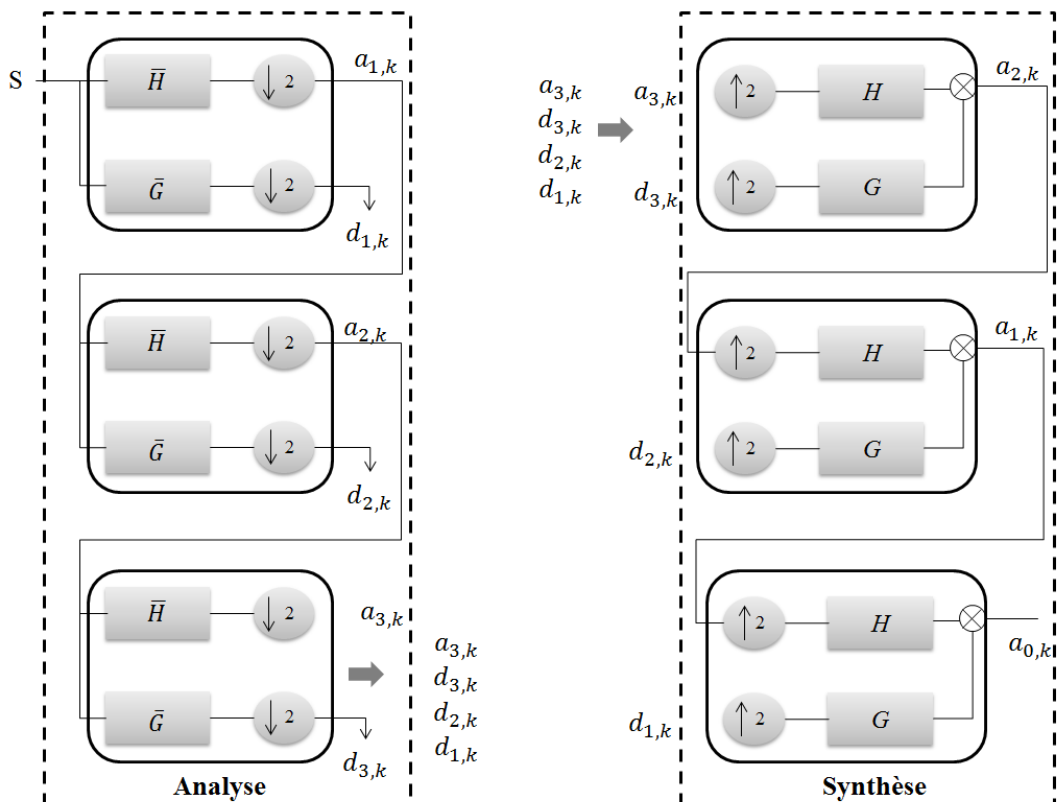 S
H̅
↓ 2
a₁,ₖ
G̅
↓ 2
d₁,ₖ
H̅
↓ 2
a₂,ₖ
G̅
↓ 2
d₂,ₖ
H̅
↓ 2
a₃,ₖ
G̅
↓ 2
d₃,ₖ
a₃,ₖ
d₃,ₖ
d₂,ₖ
d₁,ₖ
Analyse
a₃,ₖ
d₃,ₖ
d₂,ₖ
d₁,ₖ
a₃,ₖ
↑ 2
H
a₂,ₖ
d₃,ₖ
↑ 2
G
↑ 2
H
a₁,ₖ
d₂,ₖ
↑ 2
G
↑ 2
H
a₀,ₖ
d₁,ₖ
↑ 2
G
Synthèse